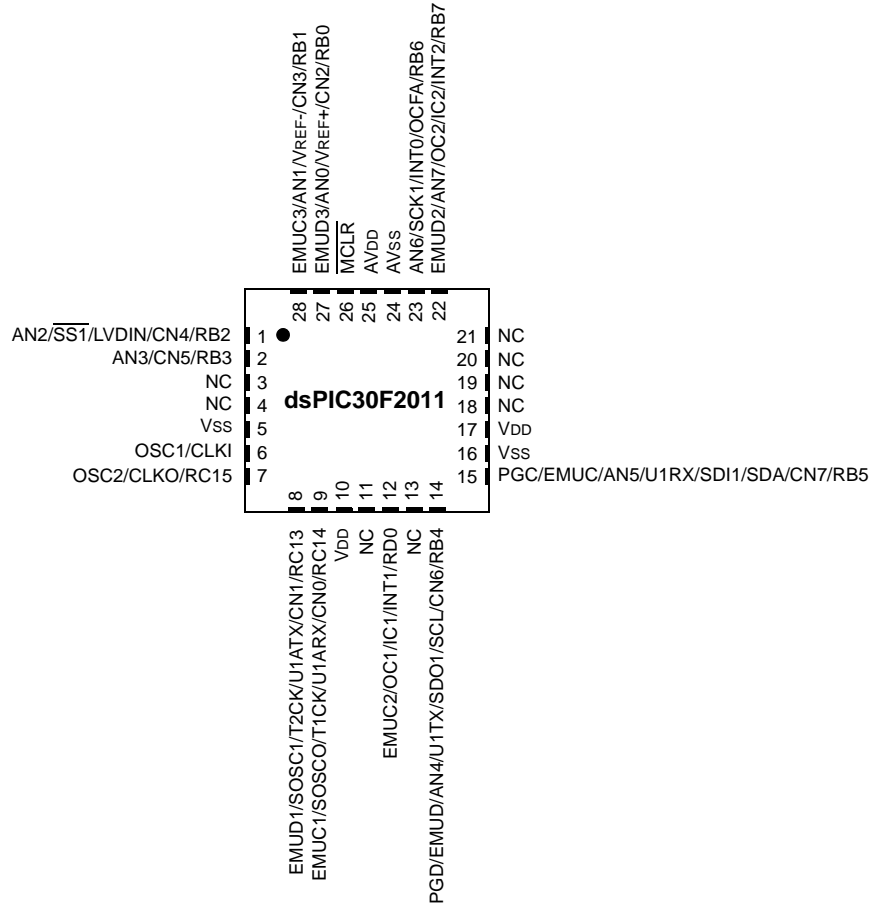 EMUC3/AN1/VREF-/CN3/RB1
EMUD3/AN0/VREF+/CN2/RB0
MCLR
AVDD
AVSS
AN6/SCK1/INT0/OCFA/RB6
EMUD2/AN7/OC2/IC2/INT2/RB7
28 27 26 25 24 23 22
AN2/SS1/LVDIN/CN4/RB2 1 21 NC
AN3/CN5/RB3 2 20 NC
NC 3 19 NC
NC 4 dsPIC30F2011 18 NC
VSS 5 17 VDD
OSC1/CLKI 6 16 VSS
OSC2/CLKO/RC15 7 15 PGC/EMUC/AN5/U1RX/SDI1/SDA/CN7/RB5
8 9 10 11 12 13 14
EMUD1/SOSC1/T2CK/U1ATX/CN1/RC13
EMUC1/SOSCO/T1CK/U1ARX/CN0/RC14
VDD
NC
EMUC2/OC1/IC1/INT1/RD0
NC
PGD/EMUD/AN4/U1TX/SDO1/SCL/CN6/RB4